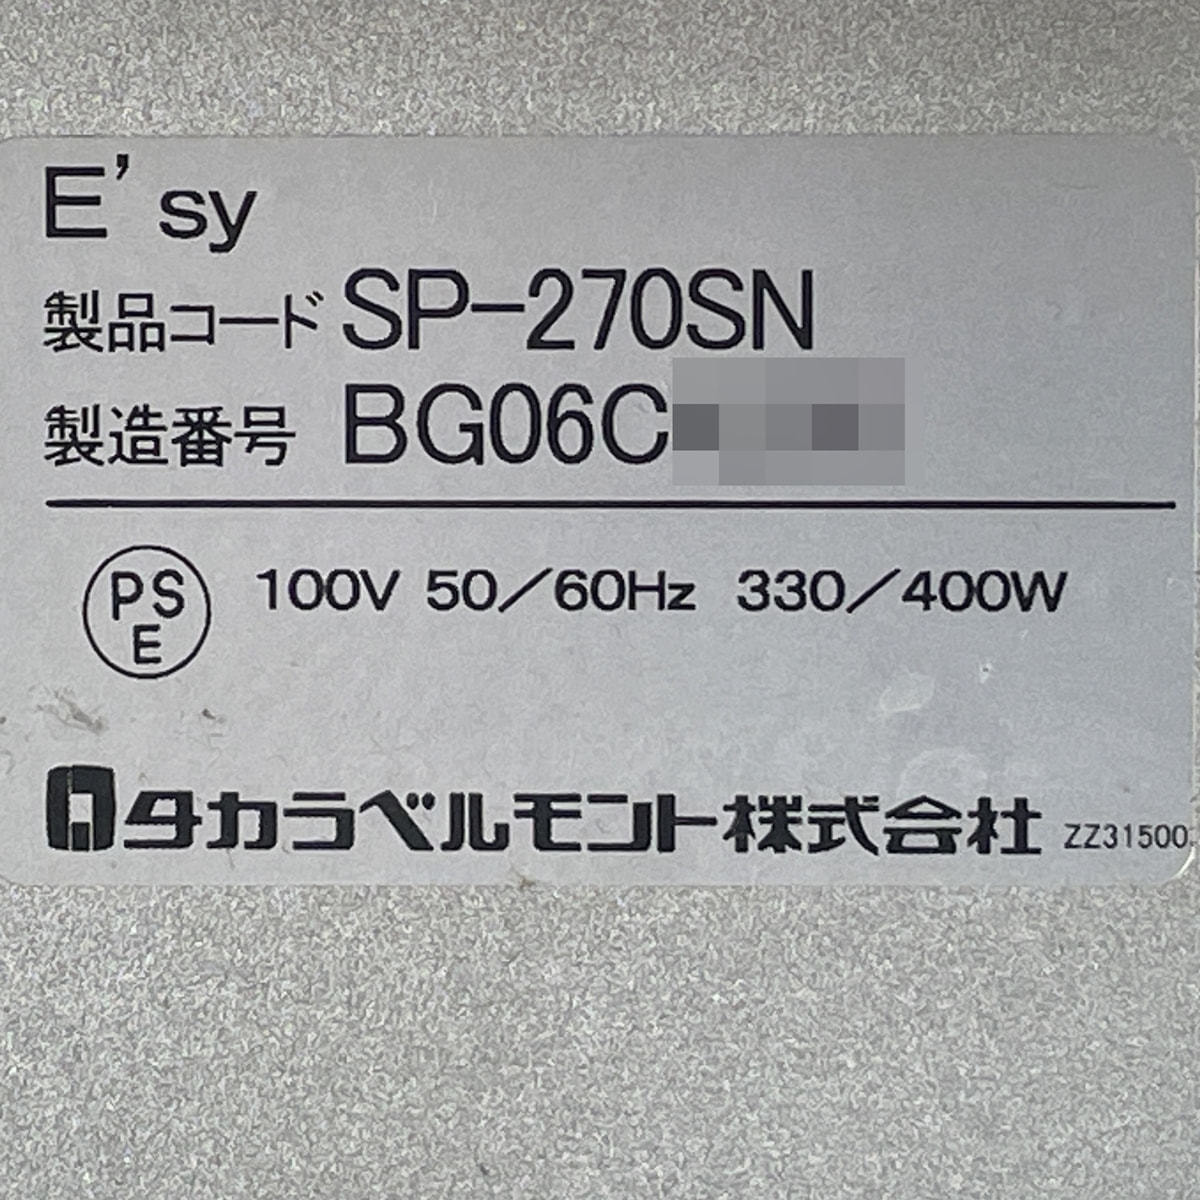 E'sy
製品コード SP-270SN
製造番号 BG06C
PSE 100V 50/60Hz 330/400W
タカラベルモント株式会社 ZZ31500